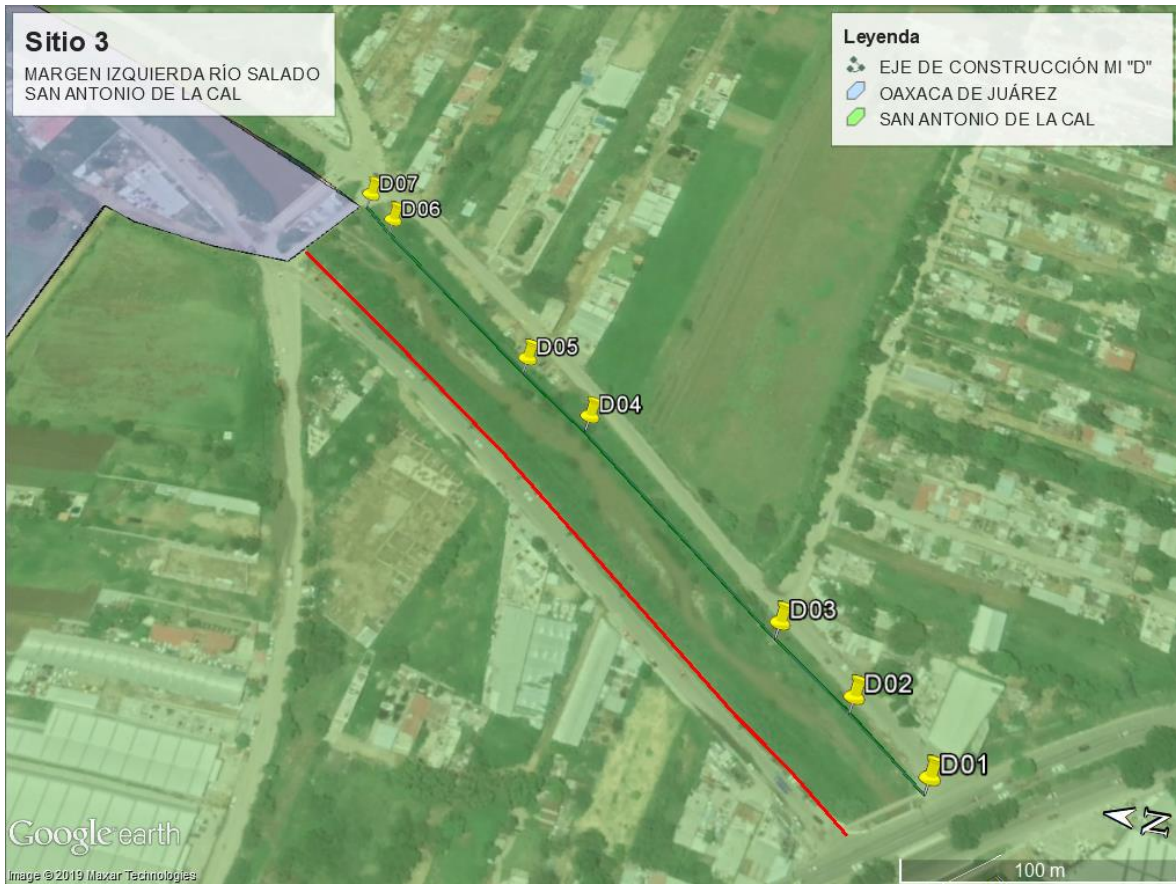 Sitio 3
MARGEN IZQUIERDA RÍO SALADO
SAN ANTONIO DE LA CAL
Leyenda
EJE DE CONSTRUCCIÓN MI "D"
OAXACA DE JUÁREZ
SAN ANTONIO DE LA CAL
D07
D06
D05
D04
D03
D02
D01
N
100 m
Google earth
Image © 2019 Maxar Technologies